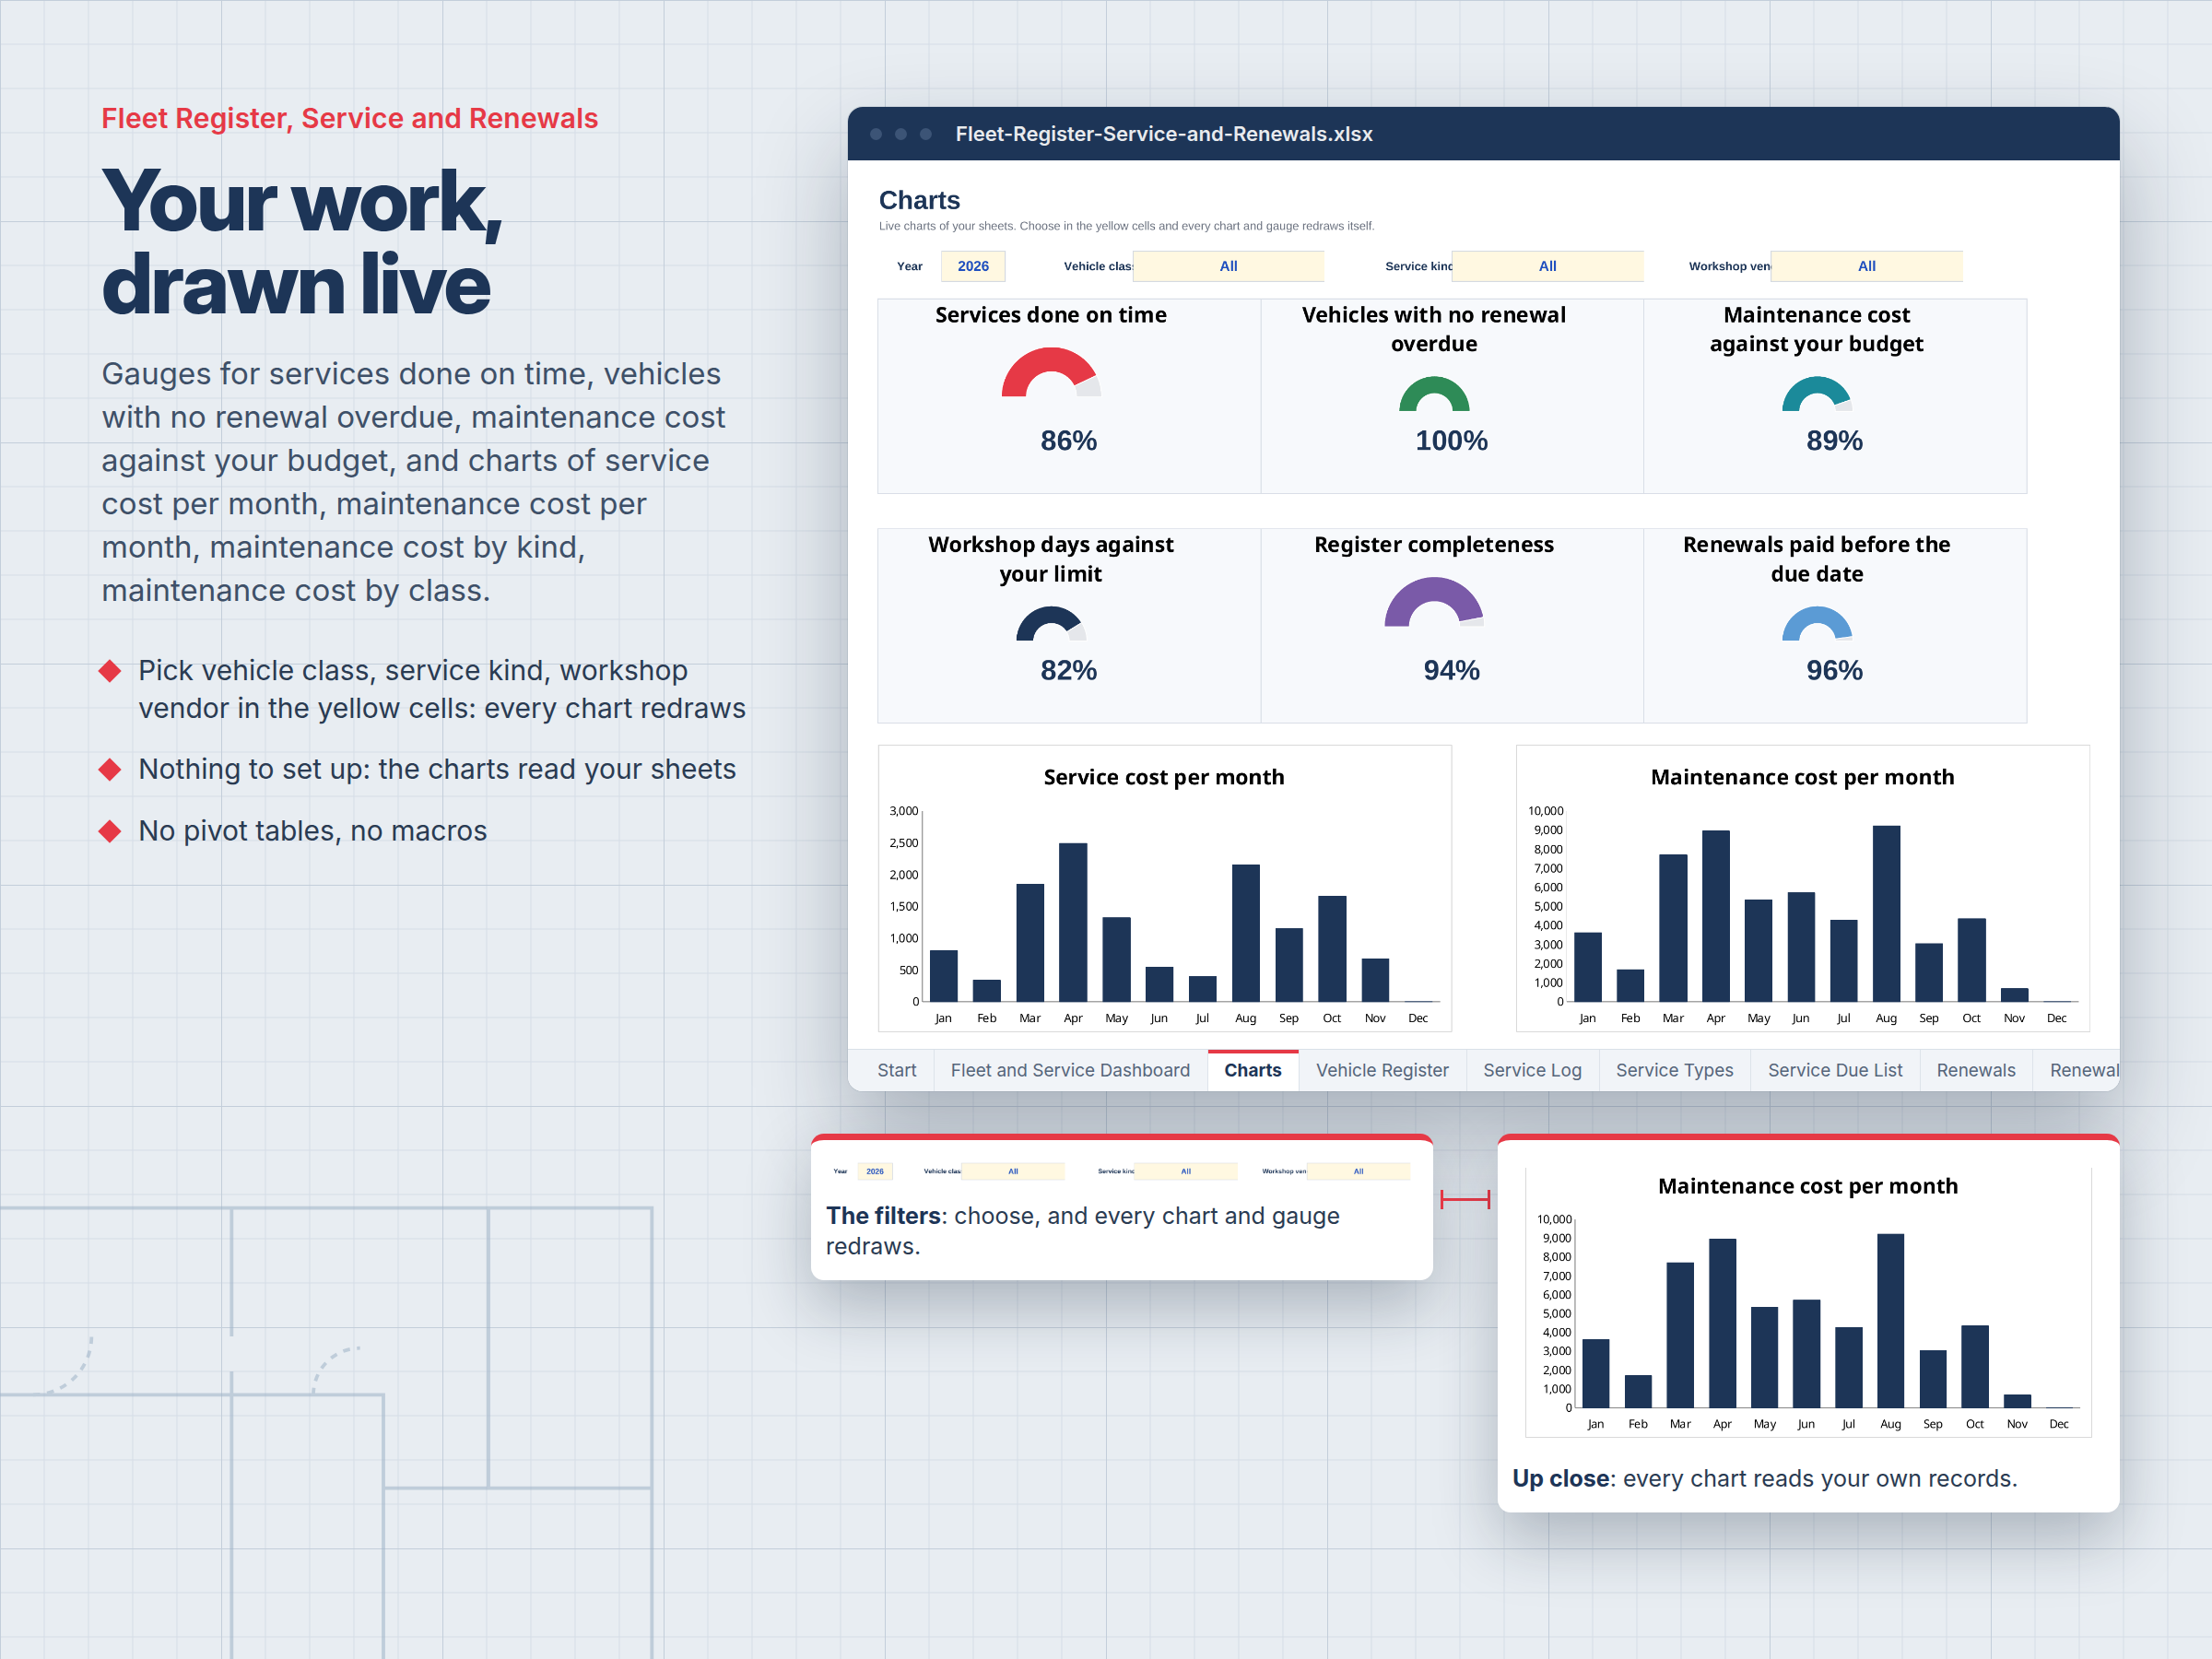 Fleet Register, Service and Renewals
Your work,
drawn live
Gauges for services done on time, vehicles
with no renewal overdue, maintenance cost
against your budget, and charts of service
cost per month, maintenance cost per
month, maintenance cost by kind,
maintenance cost by class.
Pick vehicle class, service kind, workshop
vendor in the yellow cells: every chart redraws
Nothing to set up: the charts read your sheets
No pivot tables, no macros
Fleet-Register-Service-and-Renewals.xlsx
Charts
Live charts of your sheets. Choose in the yellow cells and every chart and gauge redraws itself.
Year 2026 Vehicle clas All Service kind All Workshop ven All
Services done on time
86%
Vehicles with no renewal
overdue
100%
Maintenance cost
against your budget
89%
Workshop days against
your limit
82%
Register completeness
94%
Renewals paid before the
due date
96%
Service cost per month
3,000
2,500
2,000
1,500
1,000
500
0
Jan Feb Mar Apr May Jun Jul Aug Sep Oct Nov Dec
Maintenance cost per month
10,000
9,000
8,000
7,000
6,000
5,000
4,000
3,000
2,000
1,000
0
Jan Feb Mar Apr May Jun Jul Aug Sep Oct Nov Dec
Start Fleet and Service Dashboard Charts Vehicle Register Service Log Service Types Service Due List Renewals Renewal
Year 2026 Vehicle clas All Service kind All Workshop ven All
The filters: choose, and every chart and gauge
redraws.
Maintenance cost per month
10,000
9,000
8,000
7,000
6,000
5,000
4,000
3,000
2,000
1,000
0
Jan Feb Mar Apr May Jun Jul Aug Sep Oct Nov Dec
Up close: every chart reads your own records.